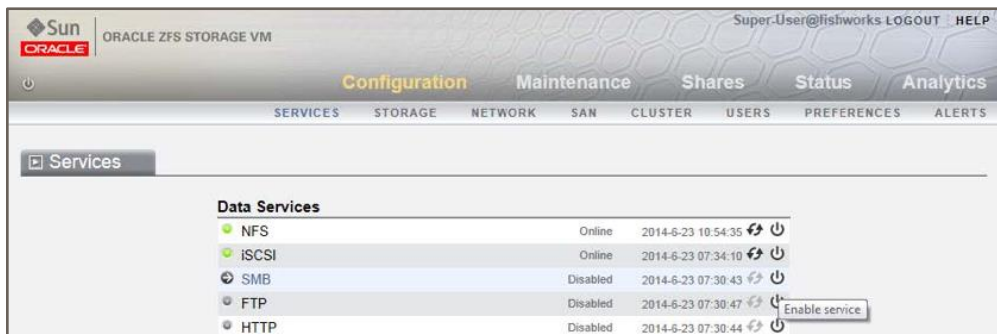 Sun
ORACLE
ORACLE ZFS STORAGE VM
Super-User@fishworks LOGOUT HELP
Configuration Maintenance Shares Status Analytics
SERVICES STORAGE NETWORK SAN CLUSTER USERS PREFERENCES ALERTS
Services
Data Services
NFS Online 2014-6-23 10:54:35
iSCSI Online 2014-6-23 07:34:10
SMB Disabled 2014-6-23 07:30:43
FTP Disabled 2014-6-23 07:30:47
Enable service
HTTP Disabled 2014-6-23 07:30:44